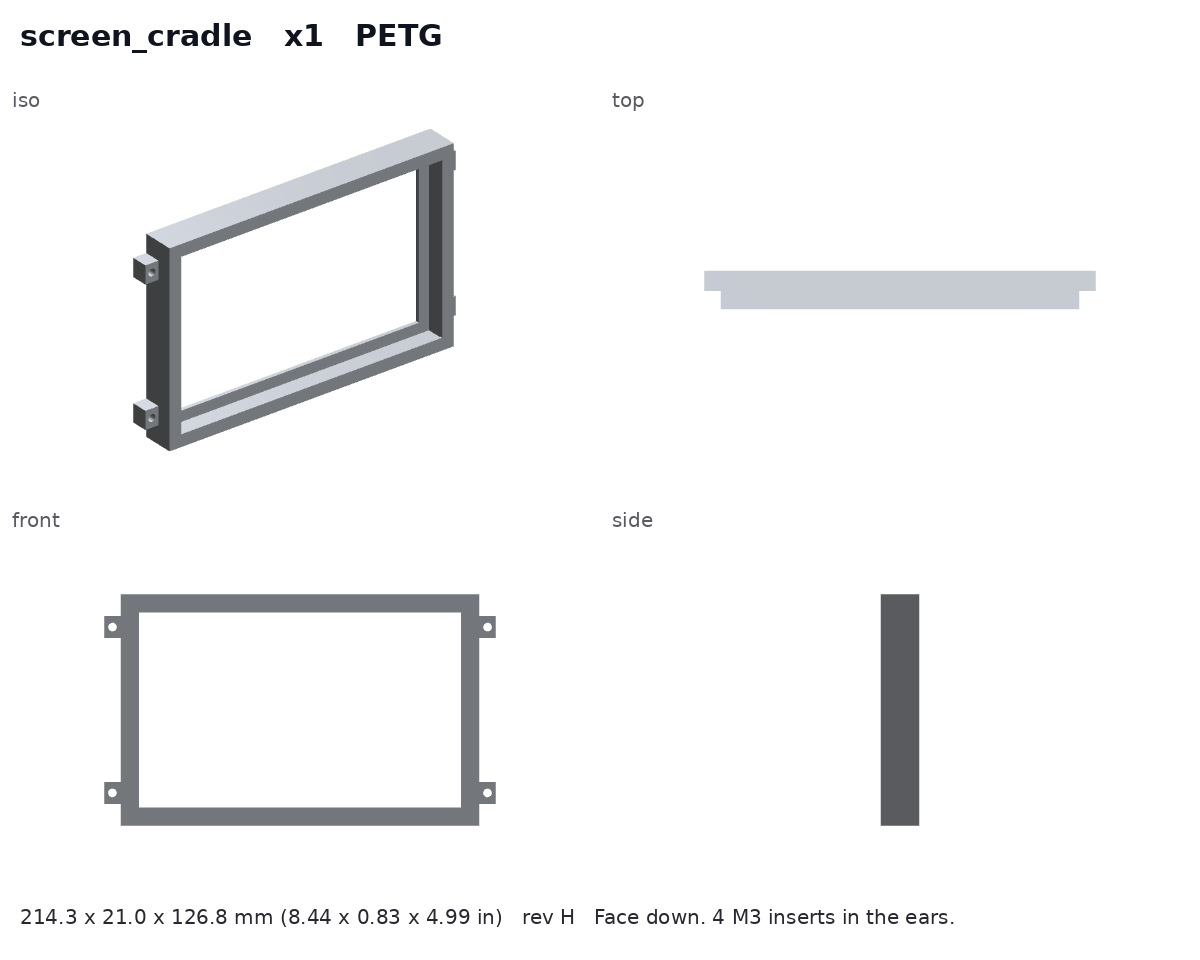 screen_cradle x1 PETG
iso
top
front
side
214.3 x 21.0 x 126.8 mm (8.44 x 0.83 x 4.99 in) rev H Face down. 4 M3 inserts in the ears.